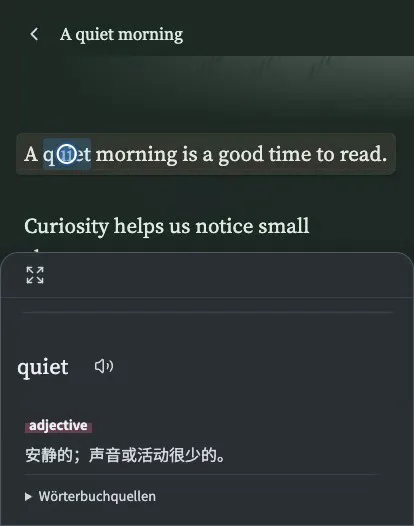 A quiet morning
A quiet morning is a good time to read.
Curiosity helps us notice small
quiet
adjective
安静的；声音或活动很少的。
Wörterbuchquellen